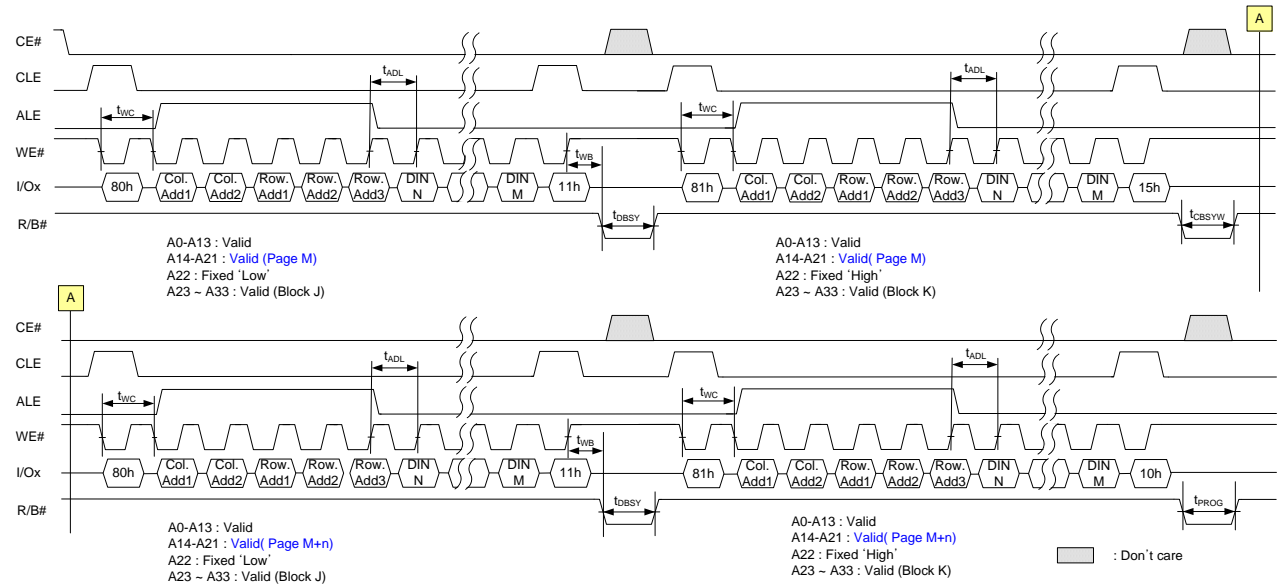 A
CE#
CLE
tADL
tADL
ALE
tWC
tWC
WE#
tWB
I/Ox
80h Col. Add1 Col. Add2 Row. Add1 Row. Add2 Row. Add3 DIN N DIN M 11h 81h Col. Add1 Col. Add2 Row. Add1 Row. Add2 Row. Add3 DIN N DIN M 15h
R/B#
tDBSY
tCBSYW
A0-A13 : Valid
A14-A21 : Valid (Page M)
A22 : Fixed 'Low'
A23 ~ A33 : Valid (Block J)
A0-A13 : Valid
A14-A21 : Valid( Page M)
A22 : Fixed 'High'
A23 ~ A33 : Valid (Block K)
A
CE#
CLE
tADL
tADL
ALE
tWC
tWC
WE#
tWB
I/Ox
80h Col. Add1 Col. Add2 Row. Add1 Row. Add2 Row. Add3 DIN N DIN M 11h 81h Col. Add1 Col. Add2 Row. Add1 Row. Add2 Row. Add3 DIN N DIN M 10h
R/B#
tDBSY
tPROG
A0-A13 : Valid
A14-A21 : Valid( Page M+n)
A22 : Fixed 'Low'
A23 ~ A33 : Valid (Block J)
A0-A13 : Valid
A14-A21 : Valid( Page M+n)
A22 : Fixed 'High'
A23 ~ A33 : Valid (Block K)
: Don't care